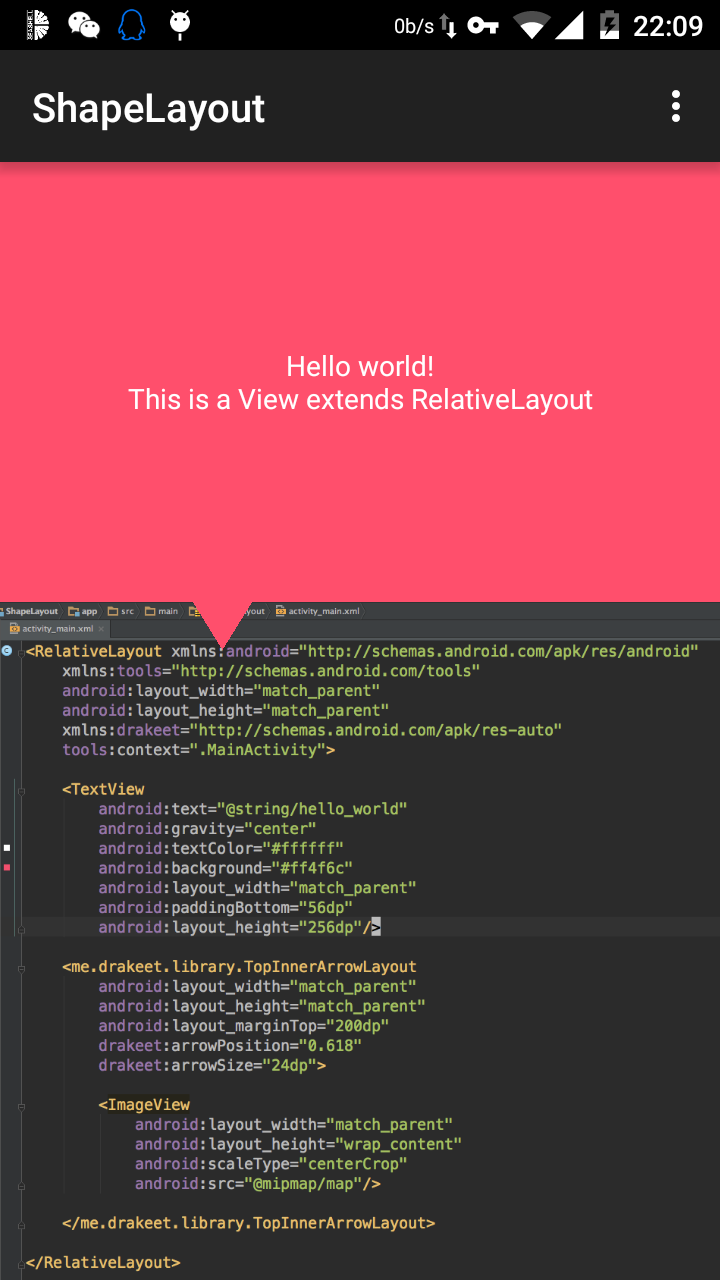 0b/s
22:09
ShapeLayout
Hello world!
This is a View extends RelativeLayout
ShapeLayout app src main out activity_main.xml
activity_main.xml
<RelativeLayout xmlns:android="http://schemas.android.com/apk/res/android"
xmlns:tools="http://schemas.android.com/tools"
android:layout_width="match_parent"
android:layout_height="match_parent"
xmlns:drakeet="http://schemas.android.com/apk/res-auto"
tools:context=".MainActivity">
<TextView
android:text="@string/hello_world"
android:gravity="center"
android:textColor="#ffffff"
android:background="#ff4f6c"
android:layout_width="match_parent"
android:paddingBottom="56dp"
android:layout_height="256dp"/>
<me.drakeet.library.TopInnerArrowLayout
android:layout_width="match_parent"
android:layout_height="match_parent"
android:layout_marginTop="200dp"
drakeet:arrowPosition="0.618"
drakeet:arrowSize="24dp">
<ImageView
android:layout_width="match_parent"
android:layout_height="wrap_content"
android:scaleType="centerCrop"
android:src="@mipmap/map"/>
</me.drakeet.library.TopInnerArrowLayout>
</RelativeLayout>